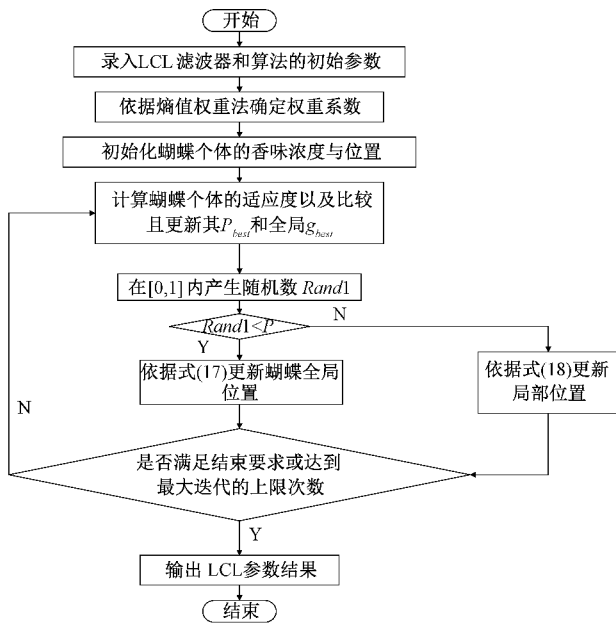 开始
录入LCL 滤波器和算法的初始参数
依据熵值权重法确定权重系数
初始化蝴蝶个体的香味浓度与位置
计算蝴蝶个体的适应度以及比较
且更新其P_best和全局g_best
在[0,1] 内产生随机数 Rand1
Rand1<P
N
Y
依据式(17)更新蝴蝶全局
位置
依据式(18)更新
局部位置
N
是否满足结束要求或达到
最大迭代的上限次数
Y
输出 LCL参数结果
结束